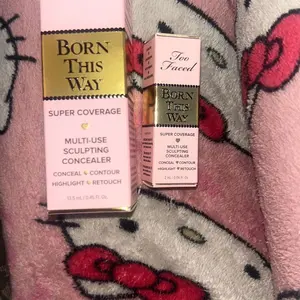 BORN
THIS
WAY
SUPER COVERAGE
MULTI-USE
SCULPTING
CONCEALER
CONCEAL CONTOUR
HIGHLIGHT RETOUCH
Too
Faced
BORN
THIS
WAY
SUPER COVERAGE
MULTI-USE
SCULPTING
CONCEALER
CONCEAL CONTOUR
HIGHLIGHT RETOUCH